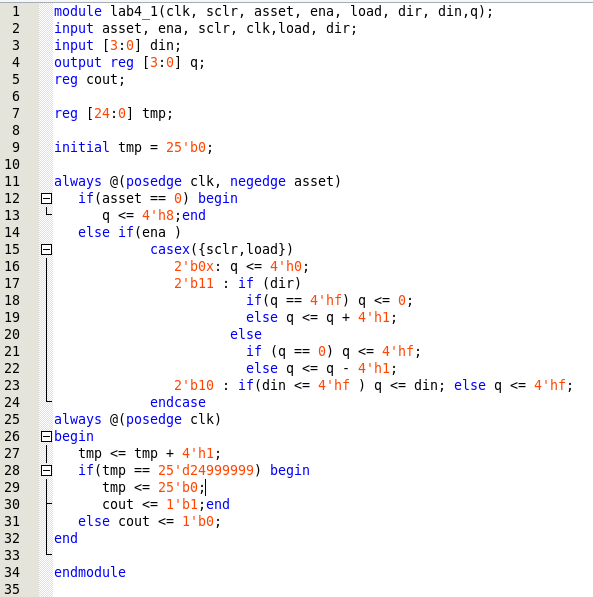 1 module lab4_1(clk, sclr, asset, ena, load, dir, din,q);
2 input asset, ena, sclr, clk,load, dir;
3 input [3:0] din;
4 output reg [3:0] q;
5 reg cout;
6
7 reg [24:0] tmp;
8
9 initial tmp = 25'b0;
10
11 always @(posedge clk, negedge asset)
12 if(asset == 0) begin
13 q <= 4'h8;end
14 else if(ena )
15 casex({sclr,load})
16 2'b0x: q <= 4'h0;
17 2'b11 : if (dir)
18 if(q == 4'hf) q <= 0;
19 else q <= q + 4'h1;
20 else
21 if (q == 0) q <= 4'hf;
22 else q <= q - 4'h1;
23 2'b10 : if(din <= 4'hf ) q <= din; else q <= 4'hf;
24 endcase
25 always @(posedge clk)
26 begin
27 tmp <= tmp + 4'h1;
28 if(tmp == 25'd24999999) begin
29 tmp <= 25'b0;
30 cout <= 1'b1;end
31 else cout <= 1'b0;
32 end
33
34 endmodule
35